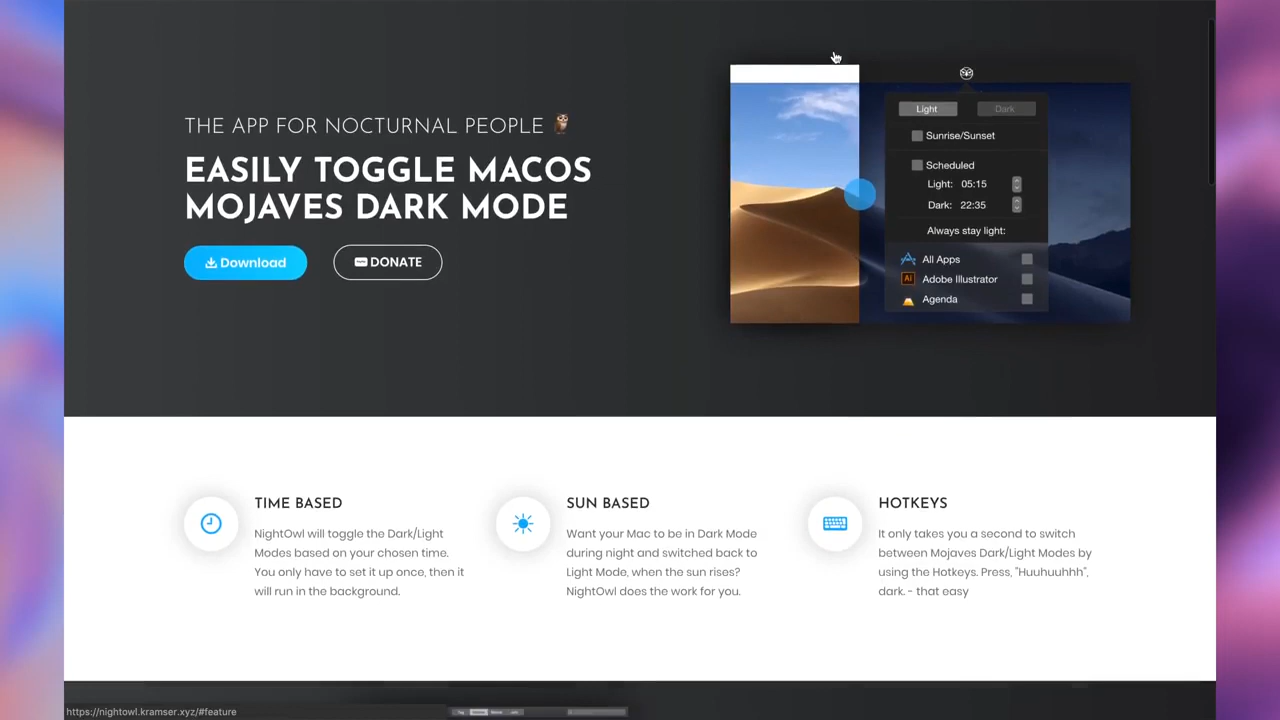 THE APP FOR NOCTURNAL PEOPLE
EASILY TOGGLE MACOS
MOJAVES DARK MODE
Download
DONATE
Light
Dark
Sunrise/Sunset
Scheduled
Light: 05:15
Dark: 22:35
Always stay light:
All Apps
Ai Adobe Illustrator
Agenda
TIME BASED
NightOwl will toggle the Dark/Light
Modes based on your chosen time.
You only have to set it up once, then it
will run in the background.
SUN BASED
Want your Mac to be in Dark Mode
during night and switched back to
Light Mode, when the sun rises?
NightOwl does the work for you.
HOTKEYS
It only takes you a second to switch
between Mojaves Dark/Light Modes by
using the Hotkeys. Press, "Huuhuuhhh",
dark. - that easy
https://nightowl.kramser.xyz/#feature